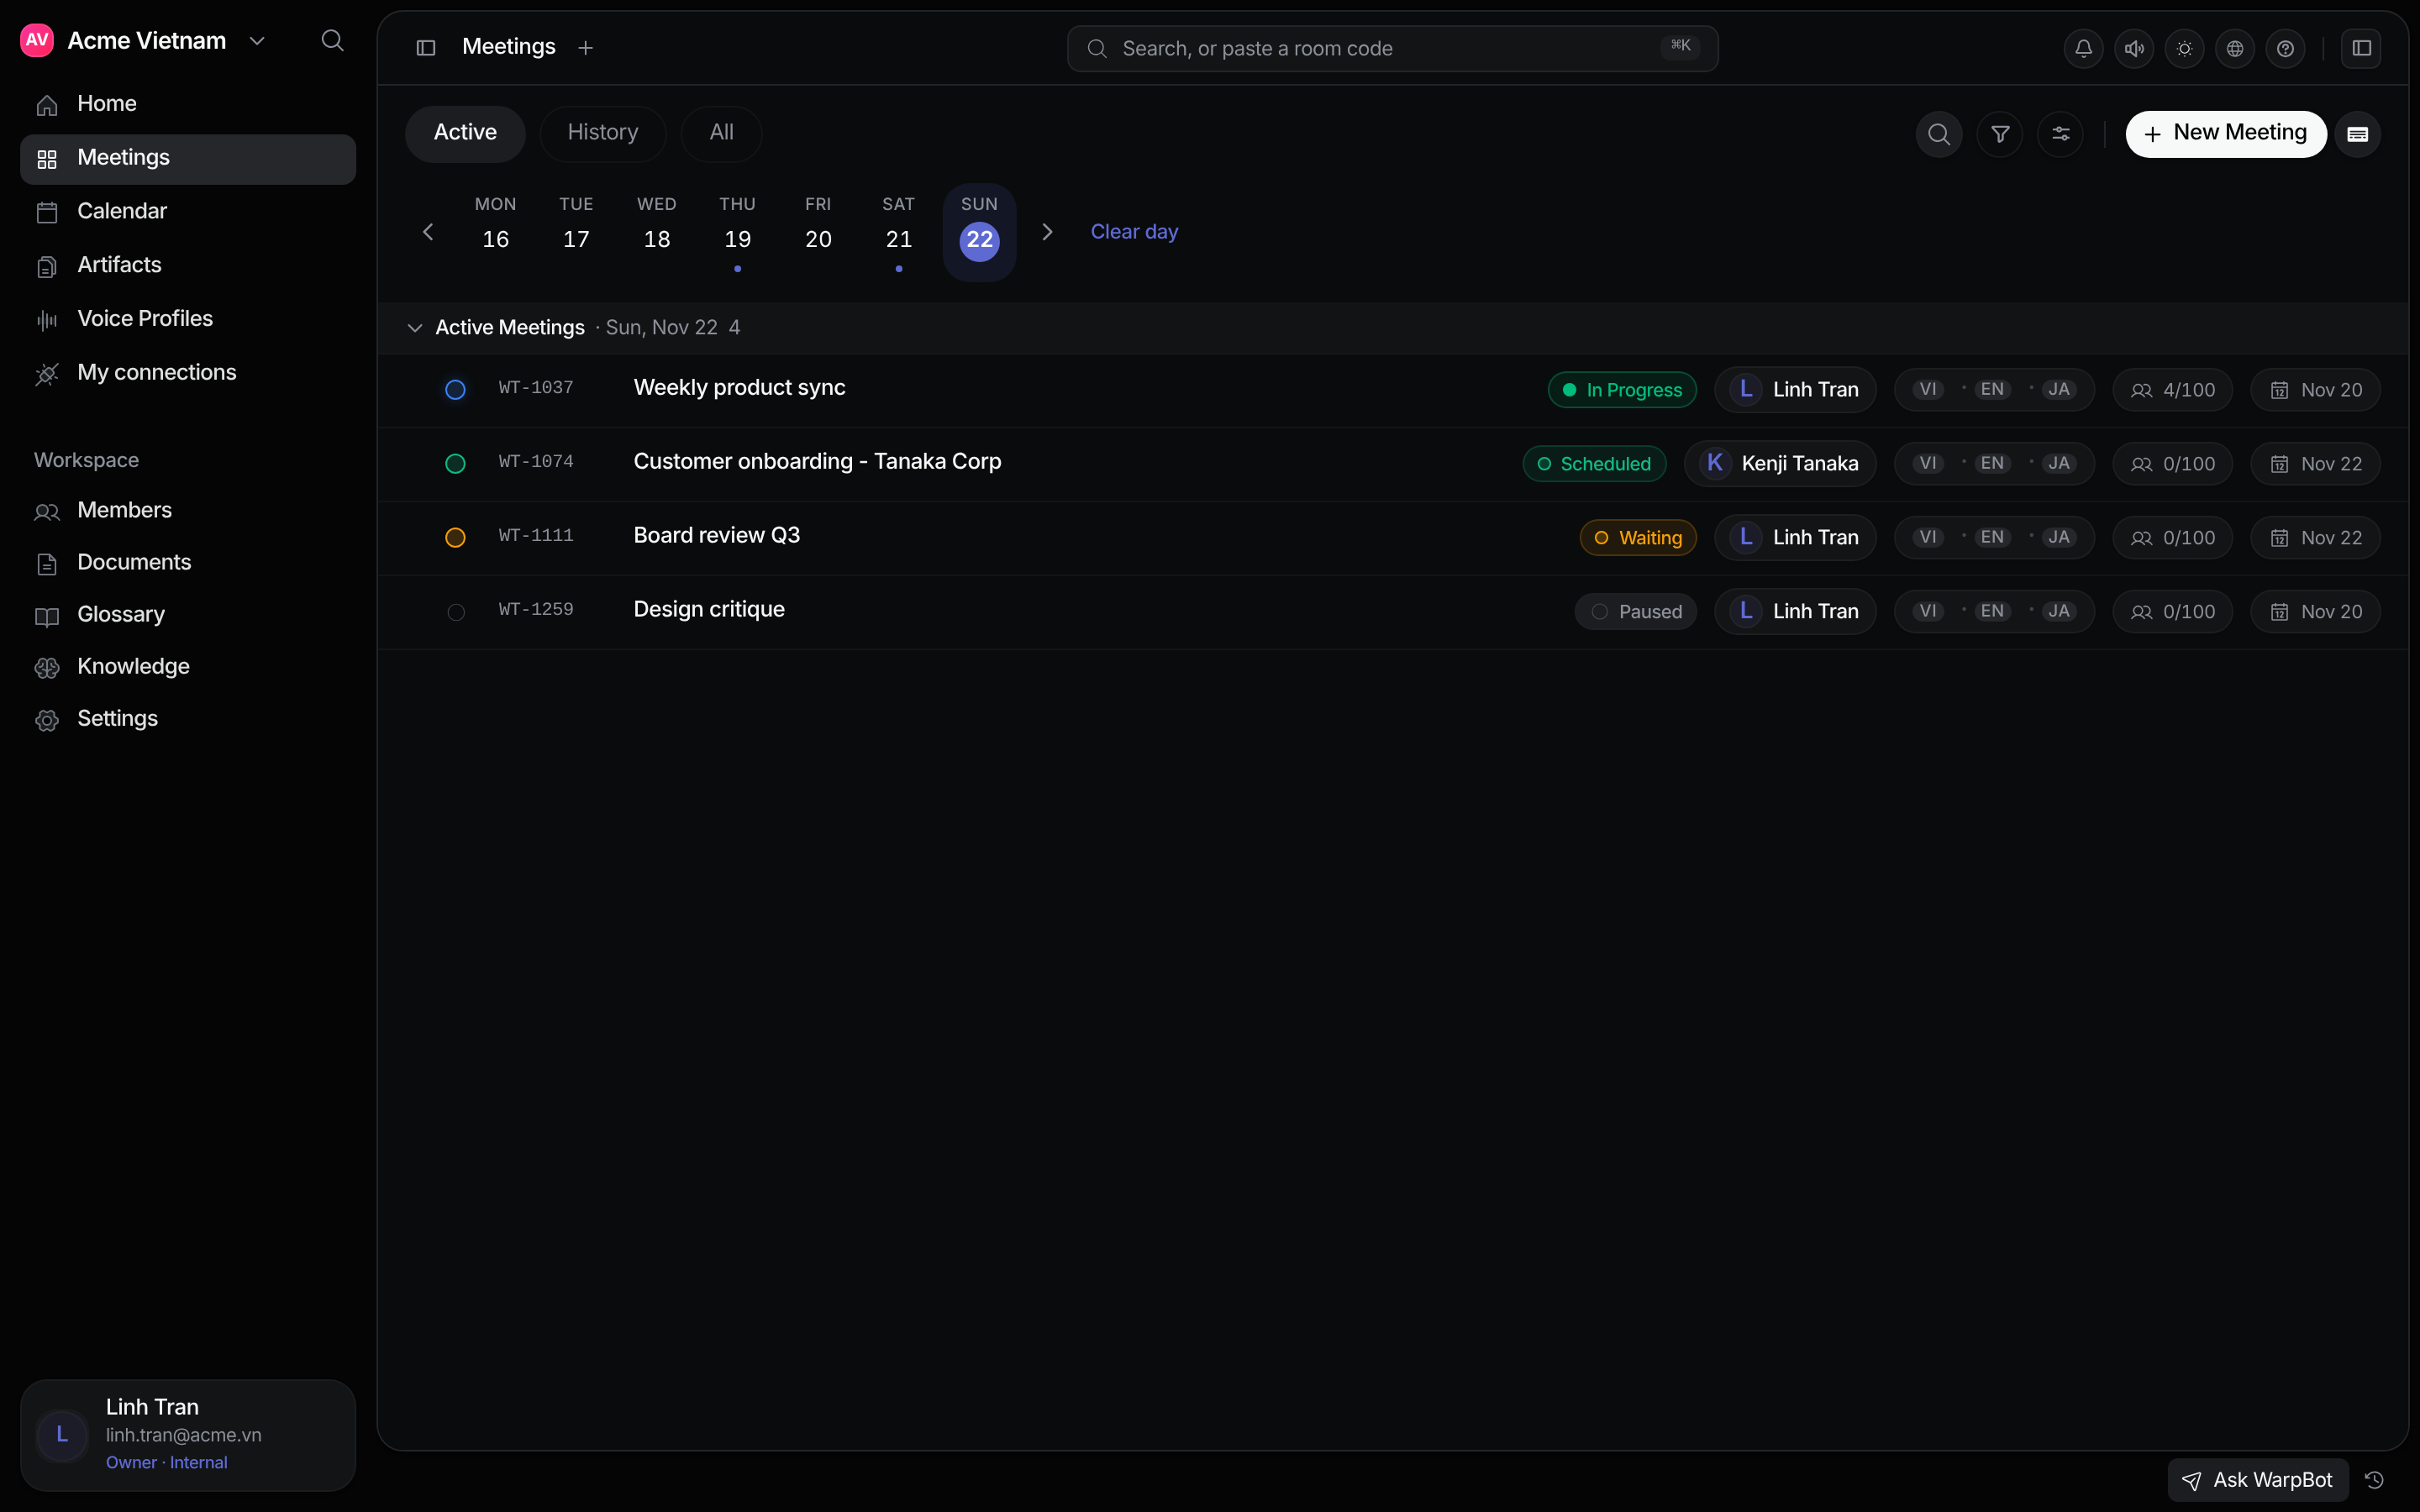 AV Acme Vietnam
Home
Meetings
Calendar
Artifacts
Voice Profiles
My connections
Workspace
Members
Documents
Glossary
Knowledge
Settings
L
Linh Tran
linh.tran@acme.vn
Owner · Internal
Meetings
Search, or paste a room code ⌘K
Active History All
New Meeting
MON TUE WED THU FRI SAT SUN
16 17 18 19 20 21 22
Clear day
Active Meetings · Sun, Nov 22 4
WT-1037 Weekly product sync In Progress L Linh Tran VI · EN · JA 4/100 12 Nov 20
WT-1074 Customer onboarding - Tanaka Corp Scheduled K Kenji Tanaka VI · EN · JA 0/100 12 Nov 22
WT-1111 Board review Q3 Waiting L Linh Tran VI · EN · JA 0/100 12 Nov 22
WT-1259 Design critique Paused L Linh Tran VI · EN · JA 0/100 12 Nov 20
Ask WarpBot